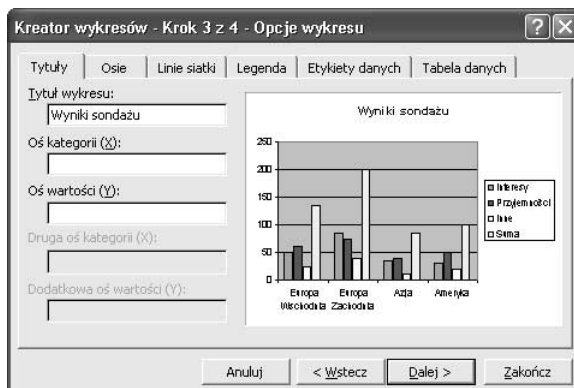 Kreator wykresów - Krok 3 z 4 - Opcje wykresu
Tytuły Osie Linie siatki Legenda Etykiety danych Tabela danych
Tytuł wykresu:
Wyniki sondażu
Oś kategorii (X):
Oś wartości (Y):
Druga oś kategorii (X):
Dodatkowa oś wartości (Y):
Wyniki sondażu
250
200
150
100
50
0
Europa Wschodnia
Europa Zachodnia
Azja
Ameryka
Interesy
Przyjemności
Inne
Suma
Anuluj < Wstecz Dalej > Zakończ